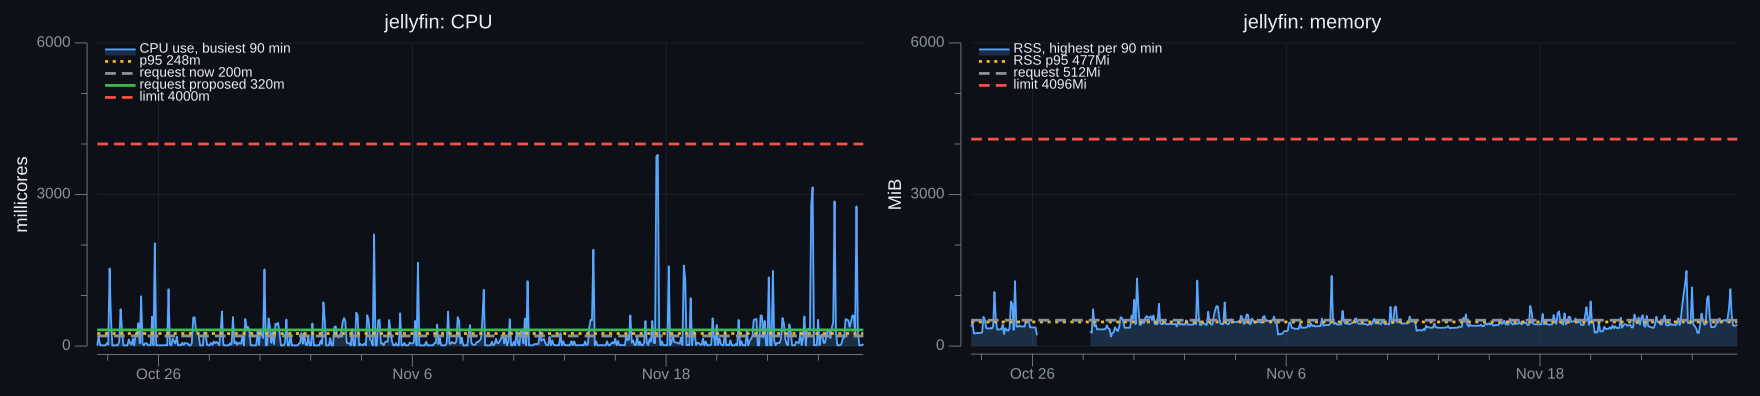 jellyfin: CPU
6000
CPU use, busiest 90 min
p95 248m
request now 200m
request proposed 320m
limit 4000m
millicores
3000
0
Oct 26
Nov 6
Nov 18
jellyfin: memory
6000
RSS, highest per 90 min
RSS p95 477Mi
request 512Mi
limit 4096Mi
MiB
3000
0
Oct 26
Nov 6
Nov 18